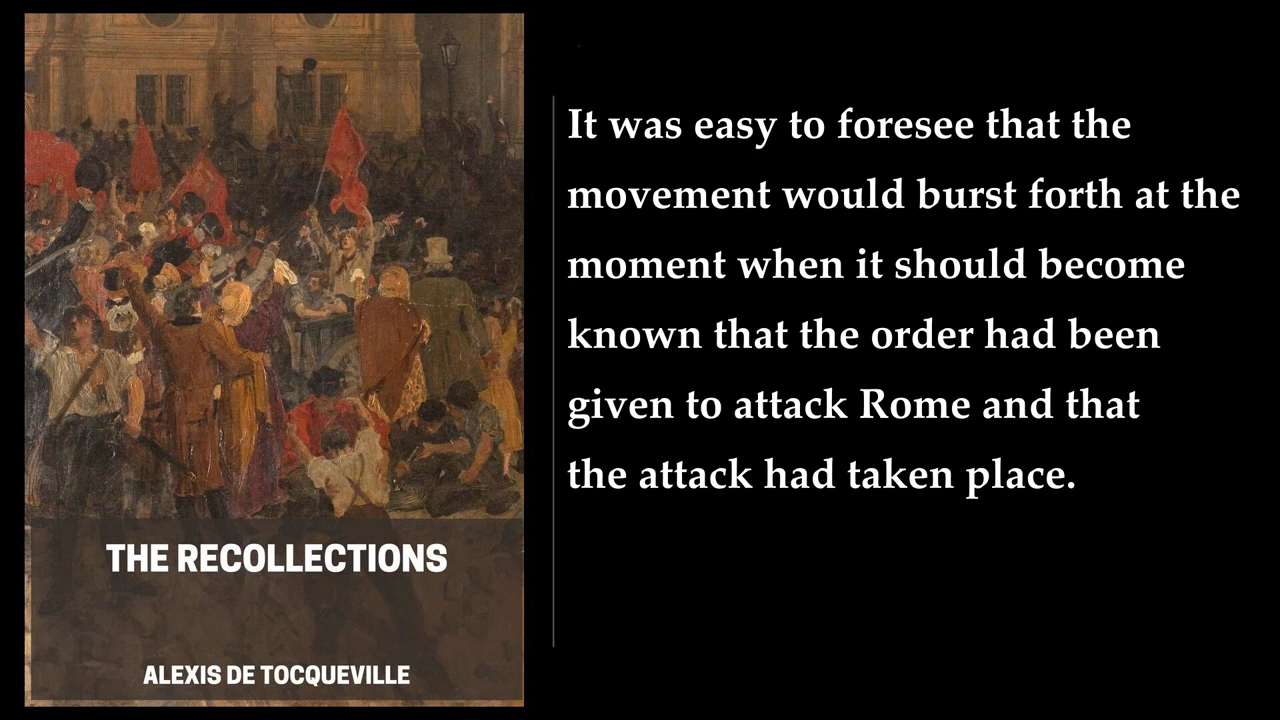 THE RECOLLECTIONS
ALEXIS DE TOCQUEVILLE
It was easy to foresee that the
movement would burst forth at the
moment when it should become
known that the order had been
given to attack Rome and that
the attack had taken place.